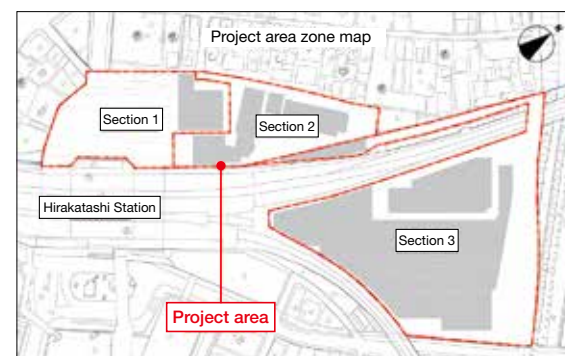 Project area zone map
Section 1
Section 2
Hirakatashi Station
Section 3
Project area